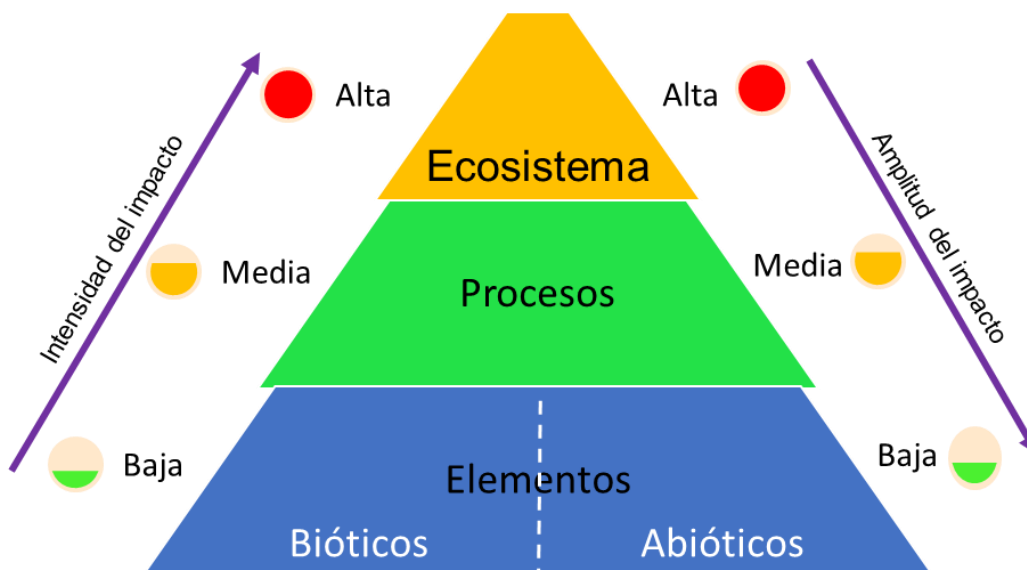 Alta
Alta
Ecosistema
Intensidad del impacto
Amplitud del impacto
Media
Procesos
Media
Baja
Elementos
Baja
Bióticos
Abióticos